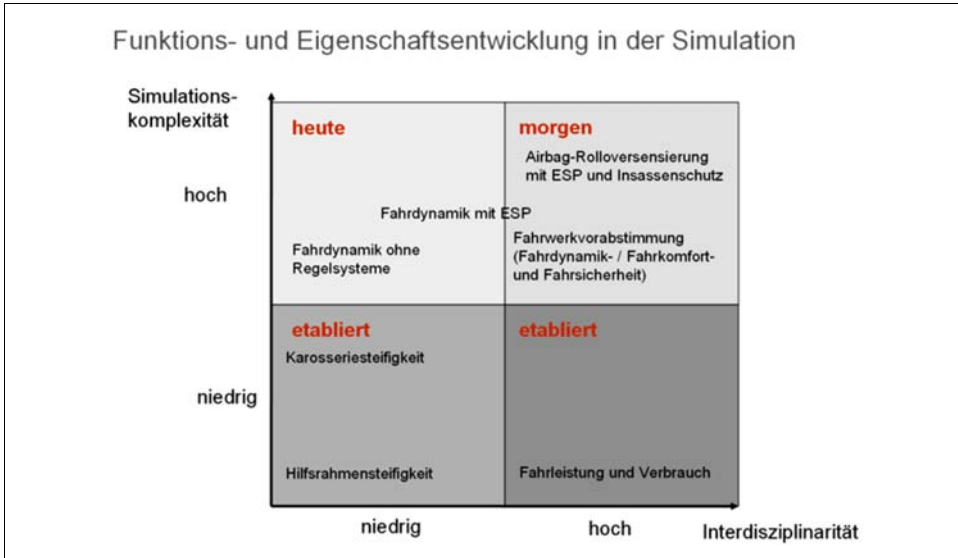 Funktions- und Eigenschaftsentwicklung in der Simulation
Simulations-
komplexität
hoch
niedrig
heute
Fahrdynamik mit ESP
Fahrdynamik ohne
Regelsysteme
morgen
Airbag-Rolloversensierung
mit ESP und Insassenschutz
Fahrwerkvorabstimmung
(Fahrdynamik- / Fahrkomfort-
und Fahrsicherheit)
etabliert
Karosseriesteifigkeit
Hilfsrahmensteifigkeit
etabliert
Fahrleistung und Verbrauch
niedrig
hoch
Interdisziplinarität